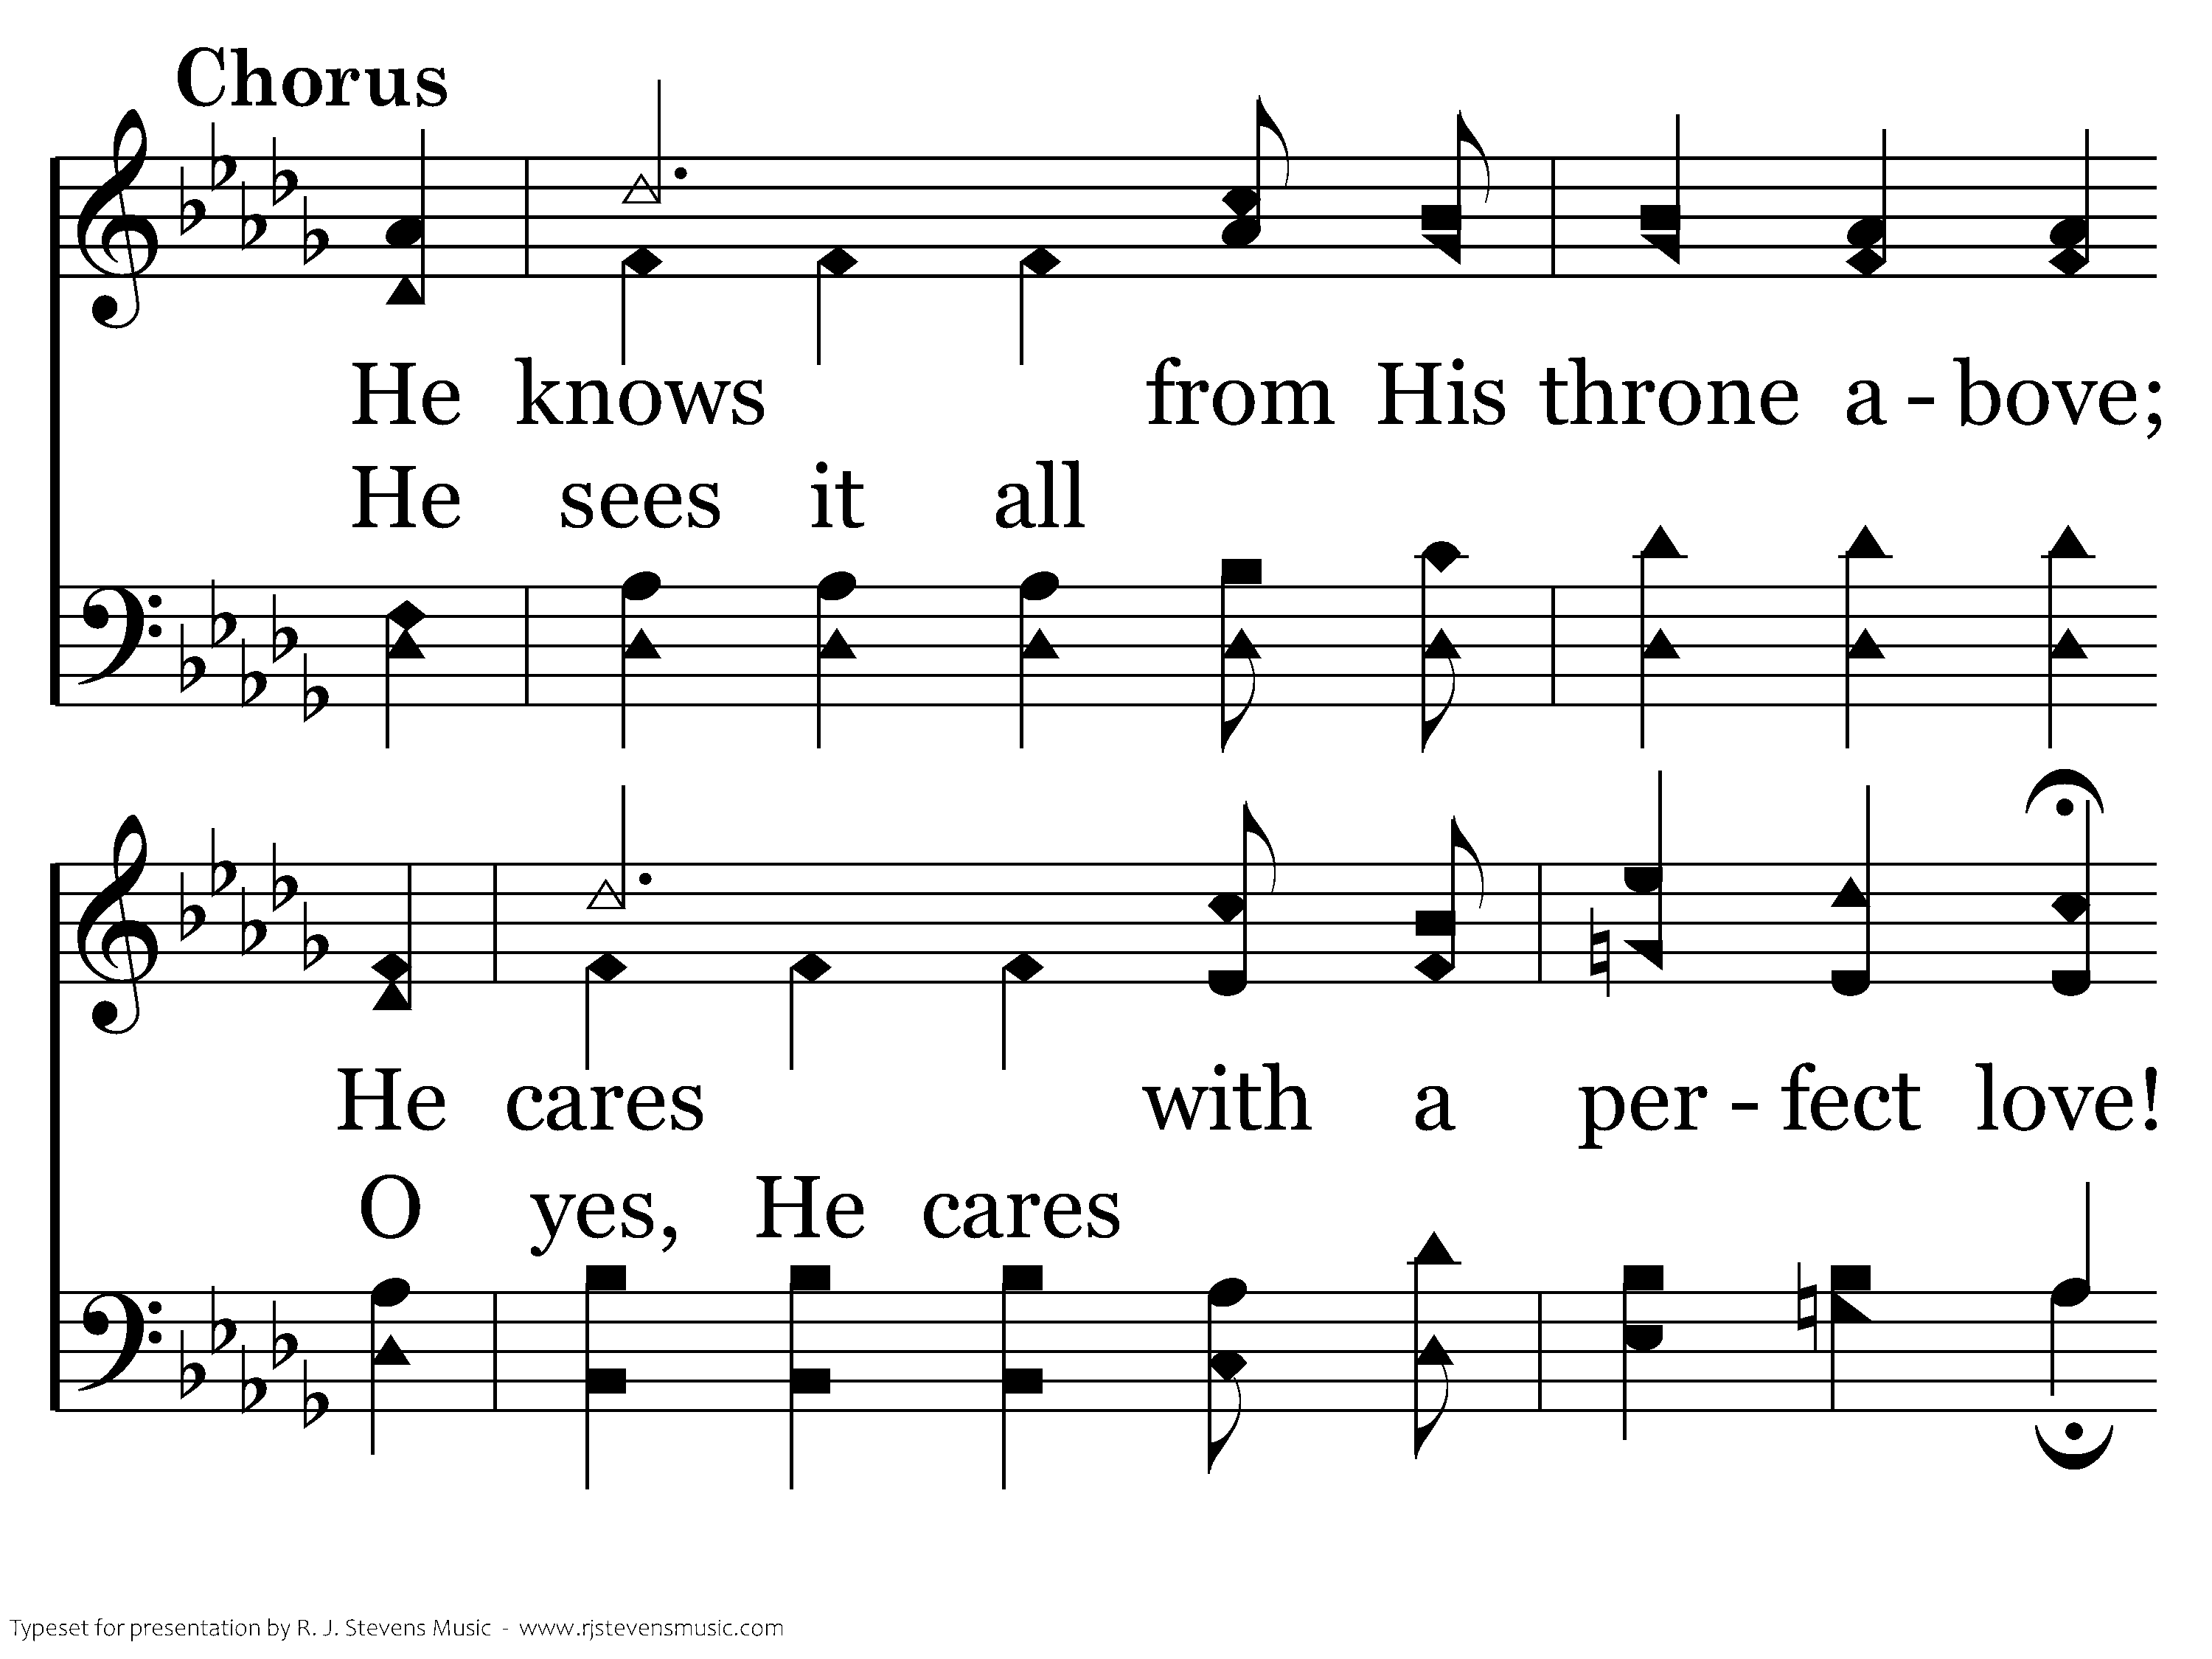 Chorus
He knows from His throne a - bove;
He sees it all
He cares with a per - fect love!
O yes, He cares
Typeset for presentation by R. J. Stevens Music - www.rjstevensmusic.com